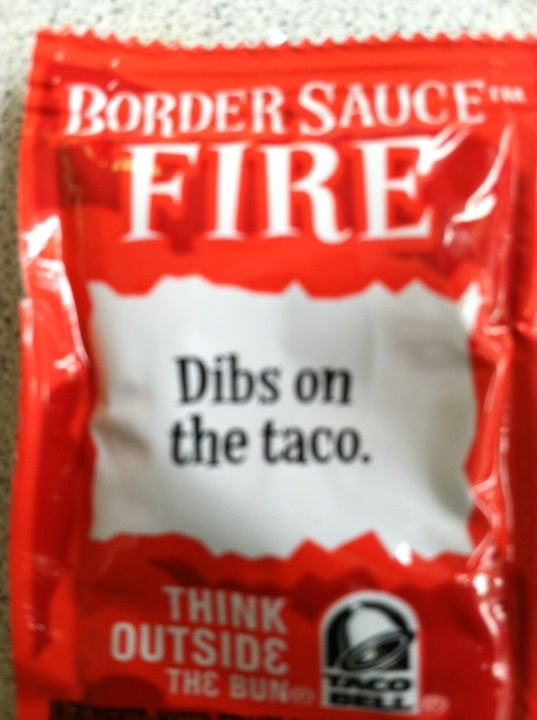 BORDER SAUCE™
FIRE
Dibs on
the taco.
THINK
OUTSIDE
THE BUN®
TACO
BELL®